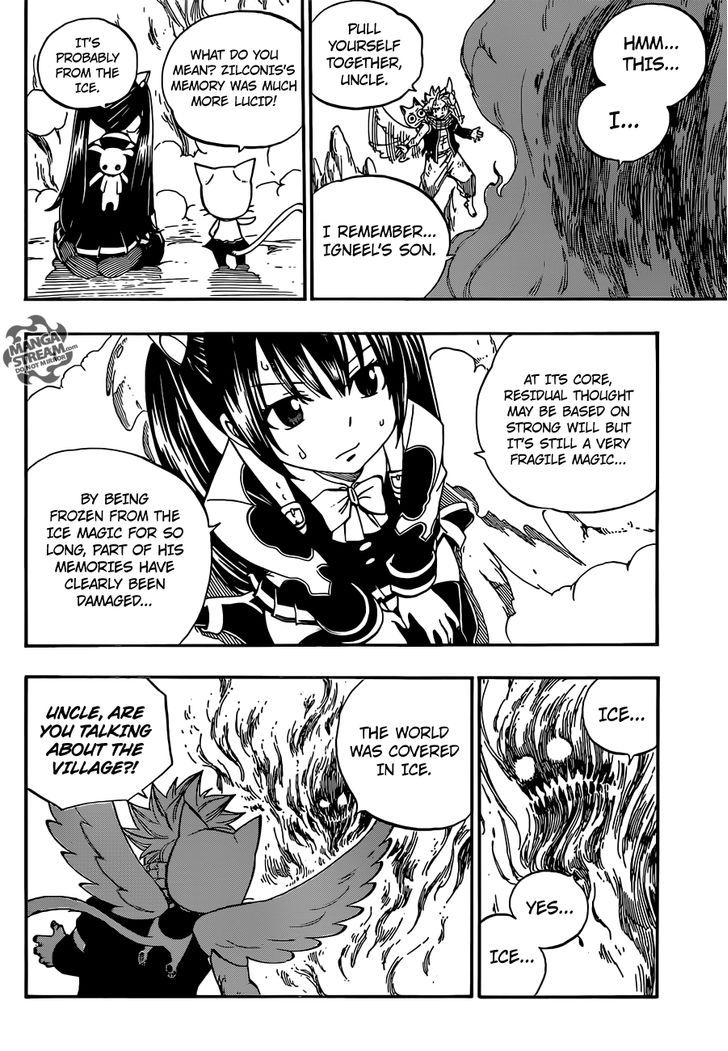 HMM...
THIS...
I...
PULL
YOURSELF
TOGETHER,
UNCLE.
I REMEMBER...
IGNEEL'S SON.
WHAT DO YOU
MEAN? ZILCONIS'S
MEMORY WAS MUCH
MORE LUCID!
IT'S
PROBABLY
FROM THE
ICE.
MANGA
STREAM.com
DO NOT MIRROR
AT ITS CORE,
RESIDUAL THOUGHT
MAY BE BASED ON
STRONG WILL BUT
IT'S STILL A VERY
FRAGILE MAGIC...
BY BEING
FROZEN FROM THE
ICE MAGIC FOR SO
LONG, PART OF HIS
MEMORIES HAVE
CLEARLY BEEN
DAMAGED...
ICE...
YES...
ICE...
THE WORLD
WAS COVERED
IN ICE.
UNCLE, ARE
YOU TALKING
ABOUT THE
VILLAGE?!